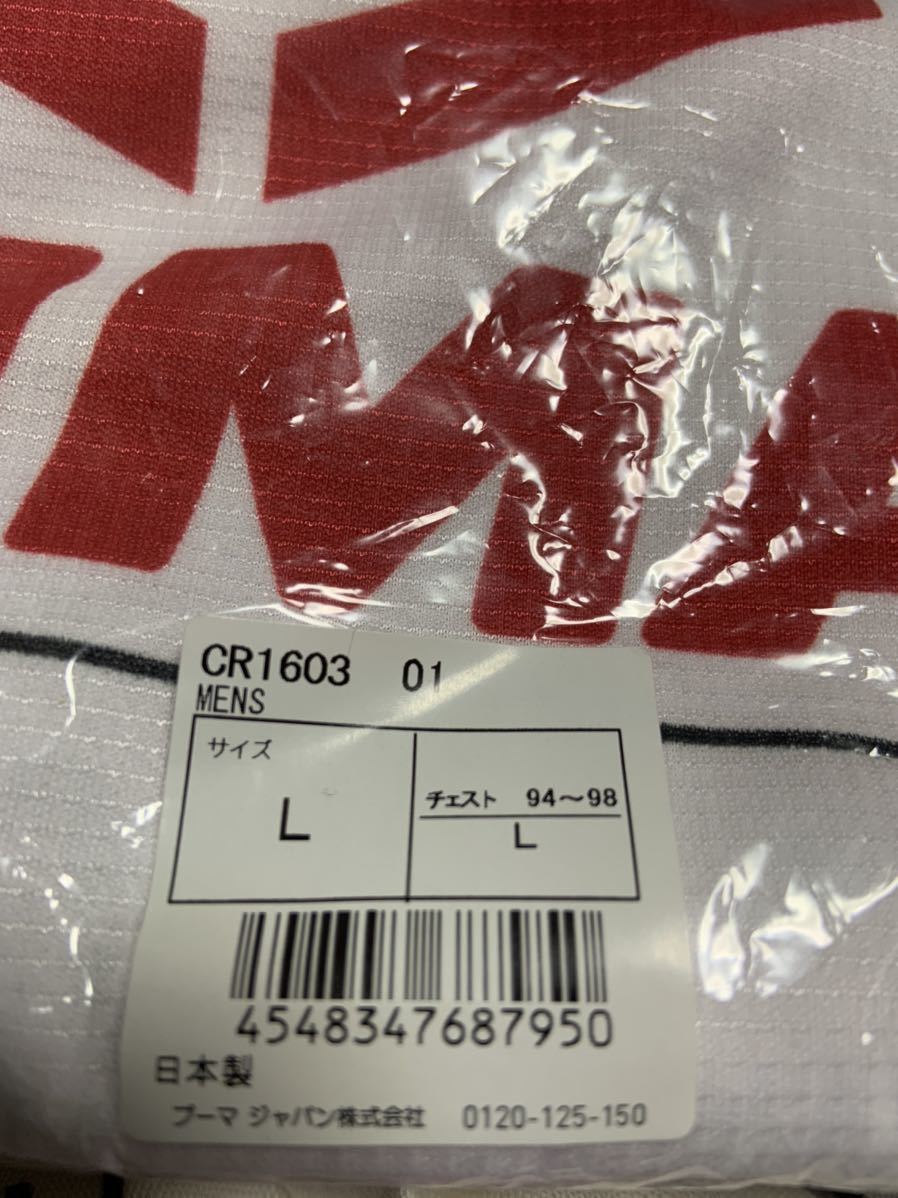 UMA
CR1603 01
MENS
サイズ
L
チェスト 94～98
L
4548347687950
日本製
プーマ ジャパン株式会社 0120-125-150